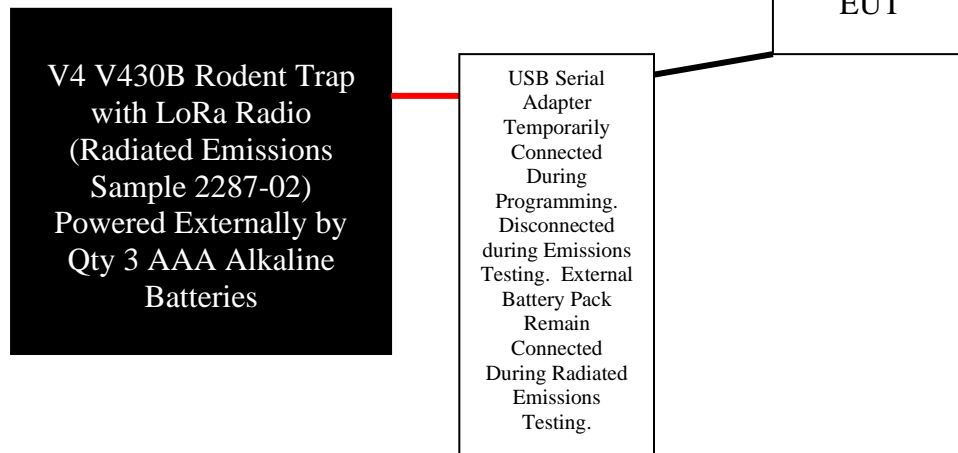 EUT
V4 V430B Rodent Trap
with LoRa Radio
(Radiated Emissions
Sample 2287-02)
Powered Externally by
Qty 3 AAA Alkaline
Batteries
USB Serial
Adapter
Temporarily
Connected
During
Programming.
Disconnected
during Emissions
Testing.  External
Battery Pack
Remain
Connected
During Radiated
Emissions
Testing.